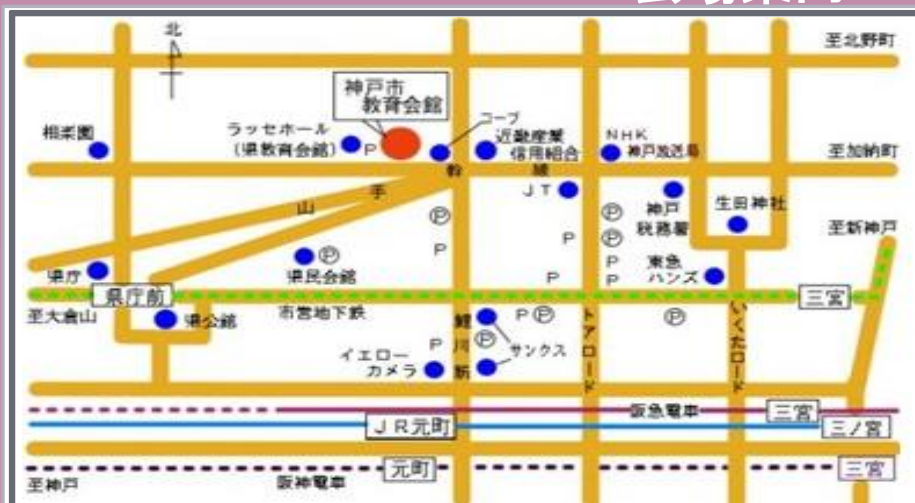 会場案内
北
至北野町
神戸市
教育会館
コープ
相楽園
ラッセホール
(県教育会館)
P
近畿産業
信用組合
NHK
神戸放送局
至加納町
山手幹線
JT
神戸
税務署
生田神社
至新神戸
P
P
P
P
P
P
P
P
県庁
県民会館
P
東急
ハンズ
県庁前
三宮
至大倉山
市営地下鉄
県公館
鯉川筋
P
P
P
P
P
サンクス
トアロード
いくたロード
イエロー
カメラ
阪急電車
三宮
JR元町
三ノ宮
元町
三宮
至神戸
阪神電車